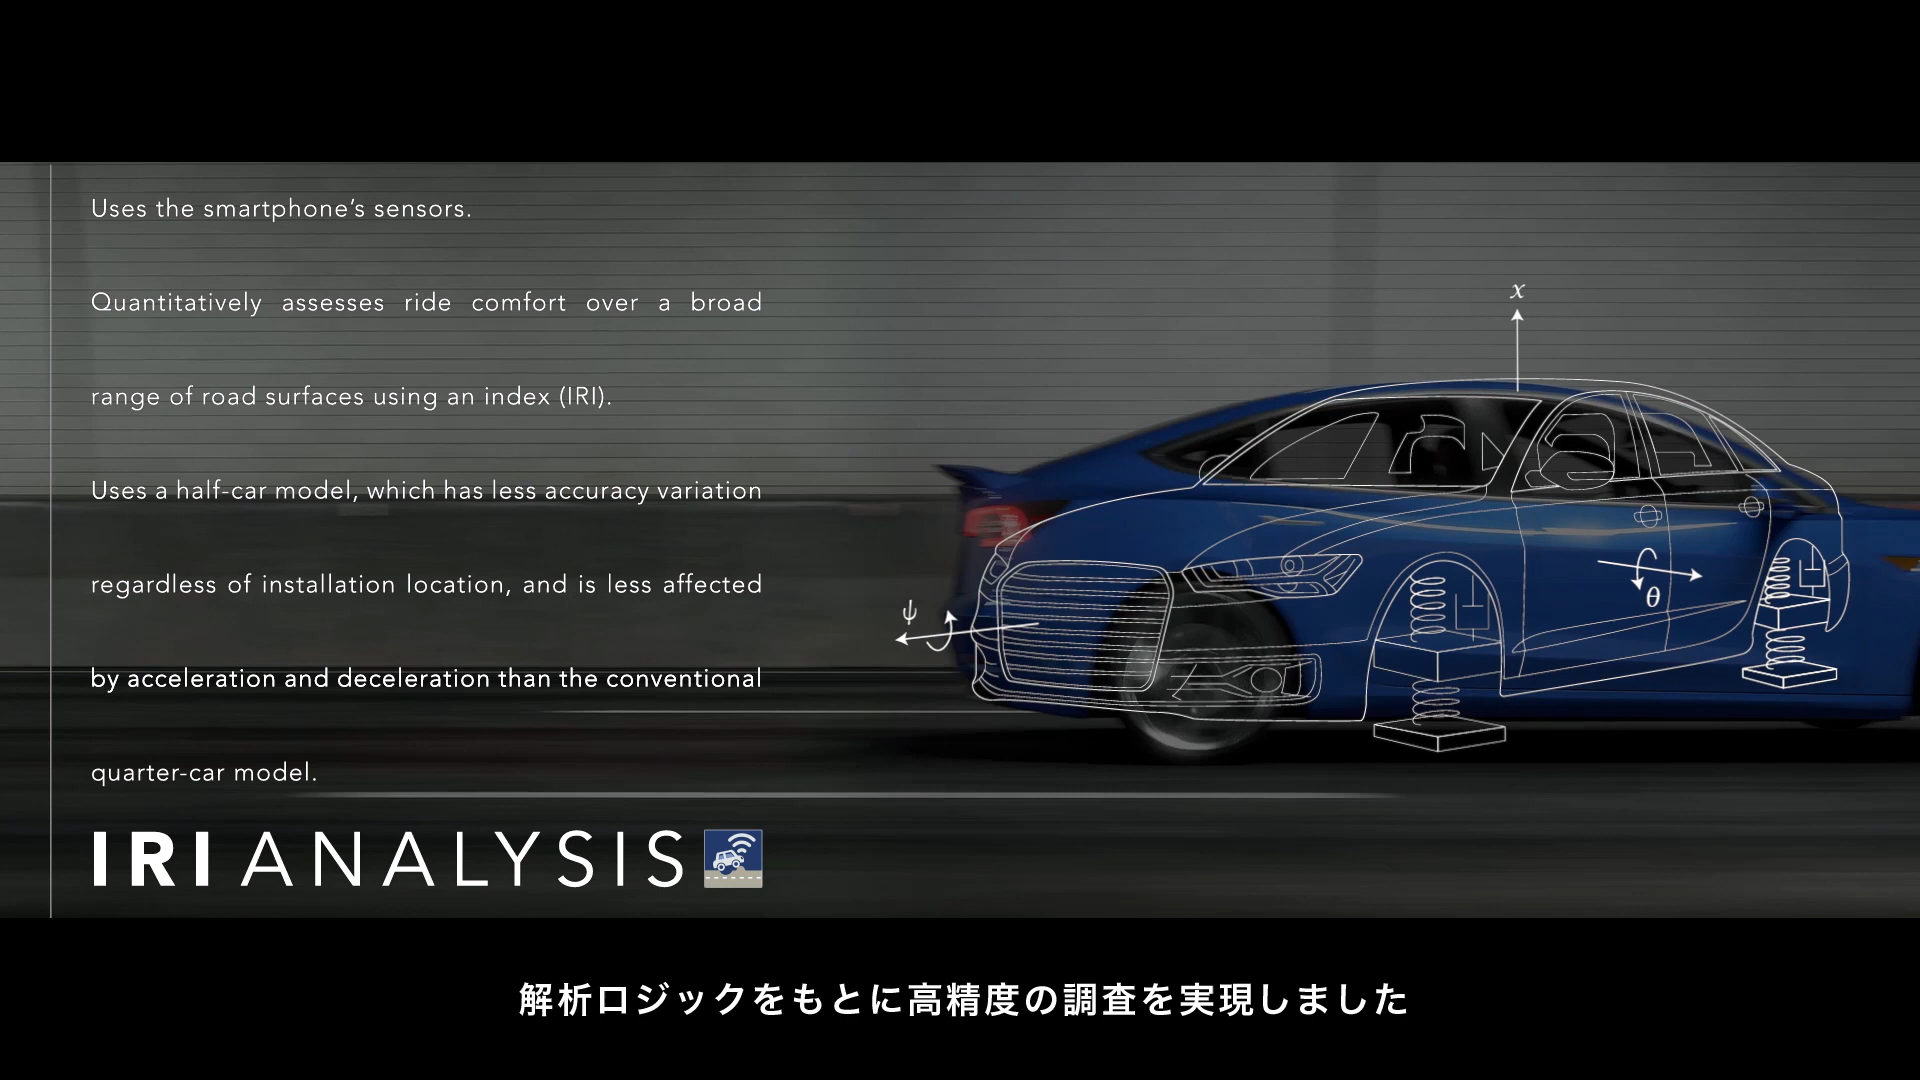 Uses the smartphone’s sensors.
Quantitatively assesses ride comfort over a broad
range of road surfaces using an index (IRI).
Uses a half-car model, which has less accuracy variation
regardless of installation location, and is less affected
by acceleration and deceleration than the conventional
quarter-car model.
IRI ANALYSIS
x
θ
ψ
解析ロジックをもとに高精度の調査を実現しました